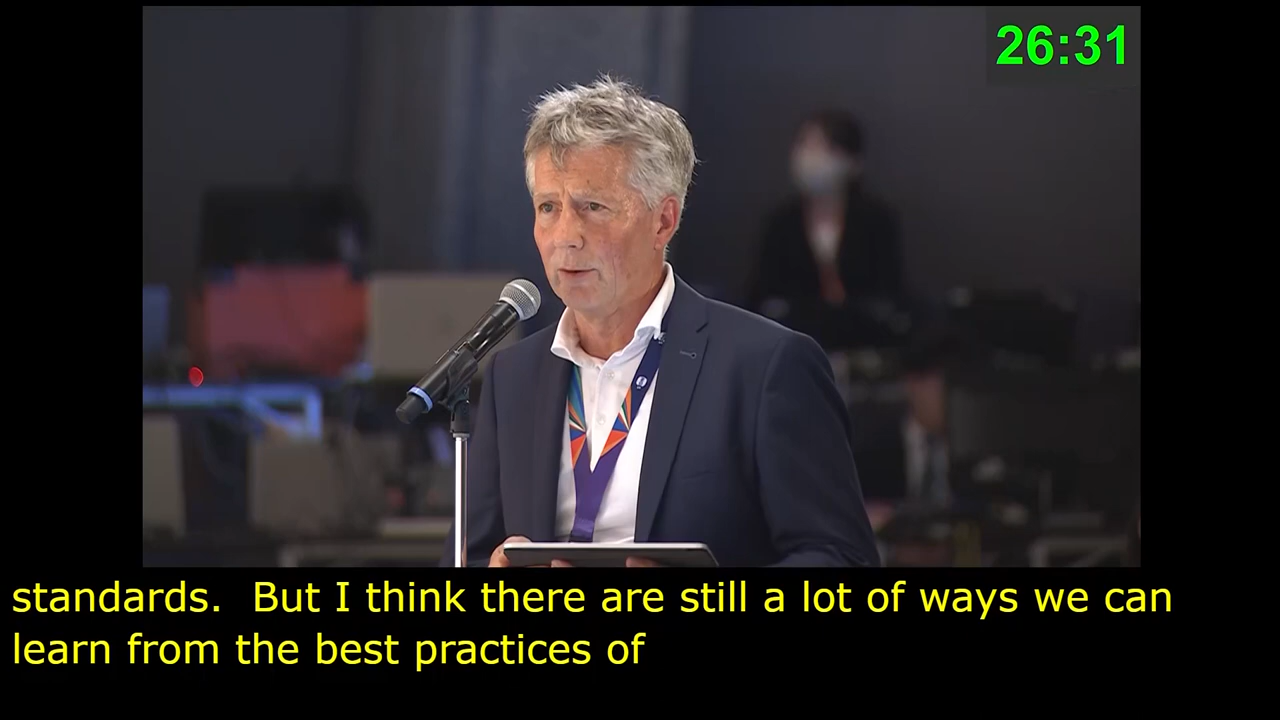 26:31
standards.  But I think there are still a lot of ways we can
learn from the best practices of